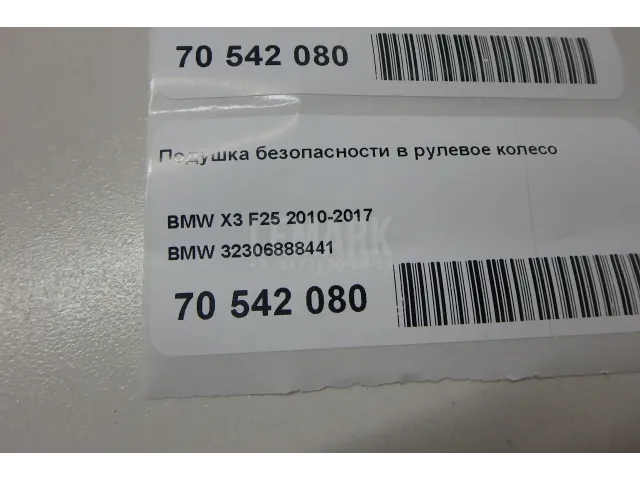 70 542 080
Подушка безопасности в рулевое колесо
BMW X3 F25 2010-2017
BMW 32306888441
70 542 080